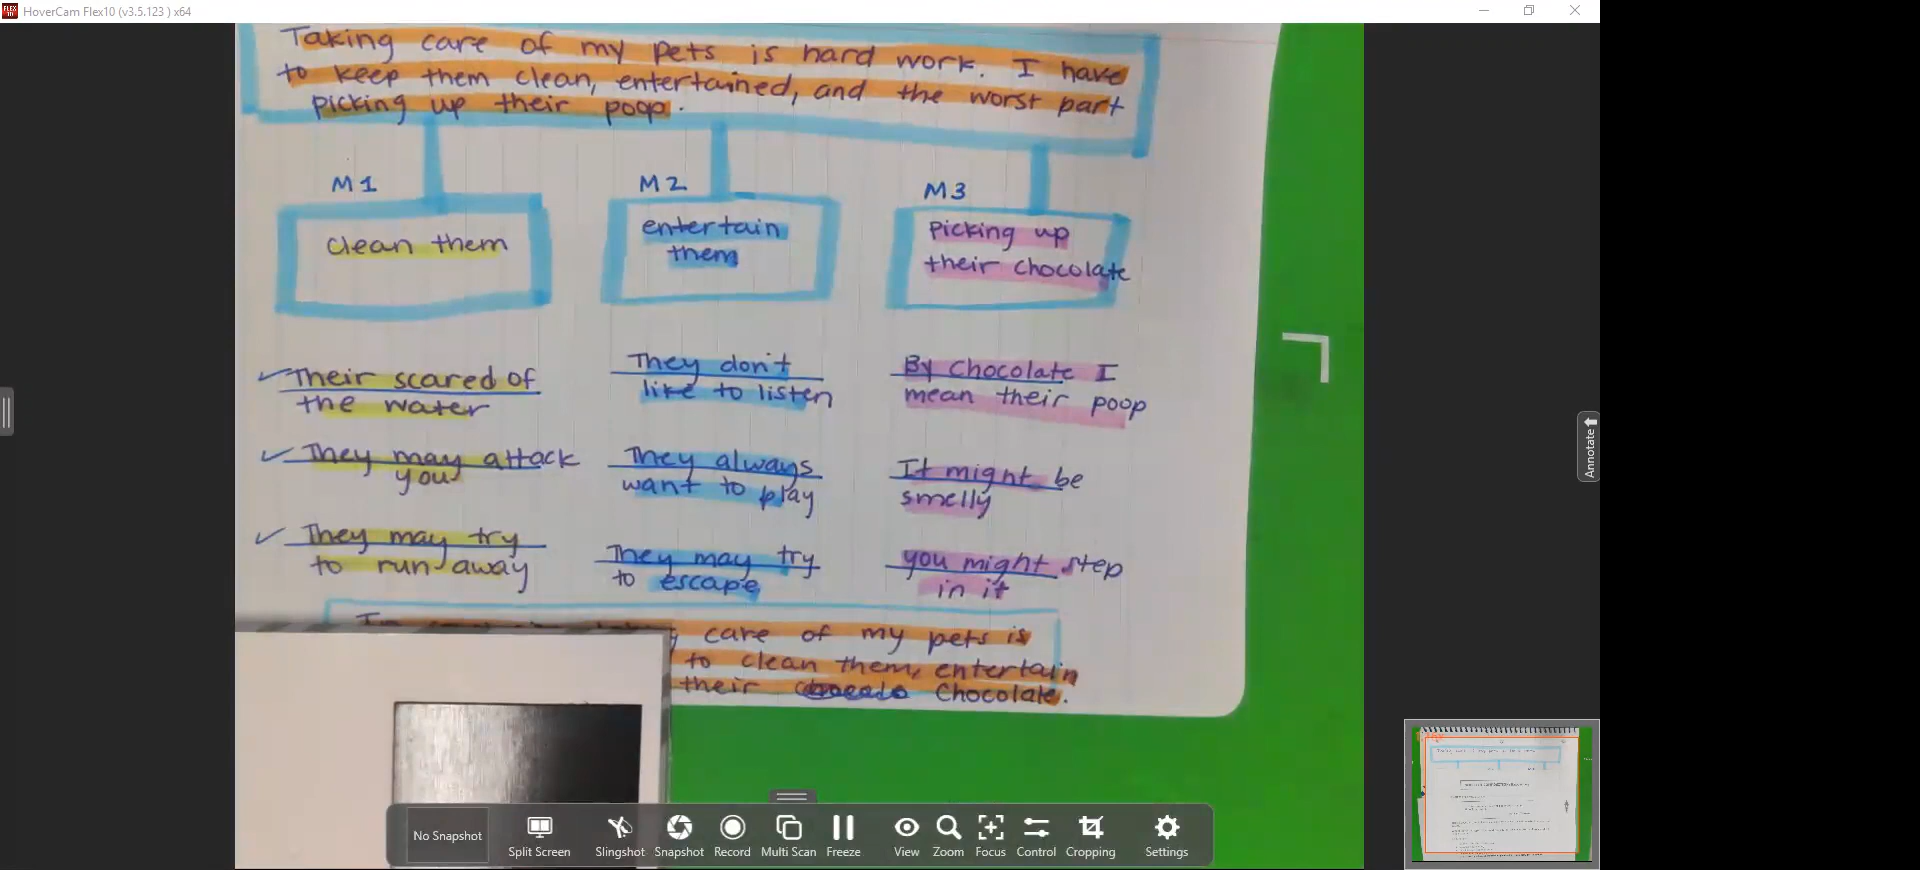 HoverCam Flex10 (v3.5.123 ) x64
Taking care of my pets is hard work. I have
to keep them clean, entertained, and the worst part
picking up their poop.
M1
clean them
Their scared of
the water
They may attack
you
They may try
to run away
M2
entertain
them
They don't
like to listen
They always
want to play
They may try
to escape
M3
Picking up
their chocolate
By chocolate I
mean their poop
It might be
smelly
you might step
in it
care of my pets is
to clean them, entertain
their Chocolate.
Annotate
No Snapshot
Split Screen
Slingshot
Snapshot
Record
Multi Scan
Freeze
View
Zoom
Focus
Control
Cropping
Settings